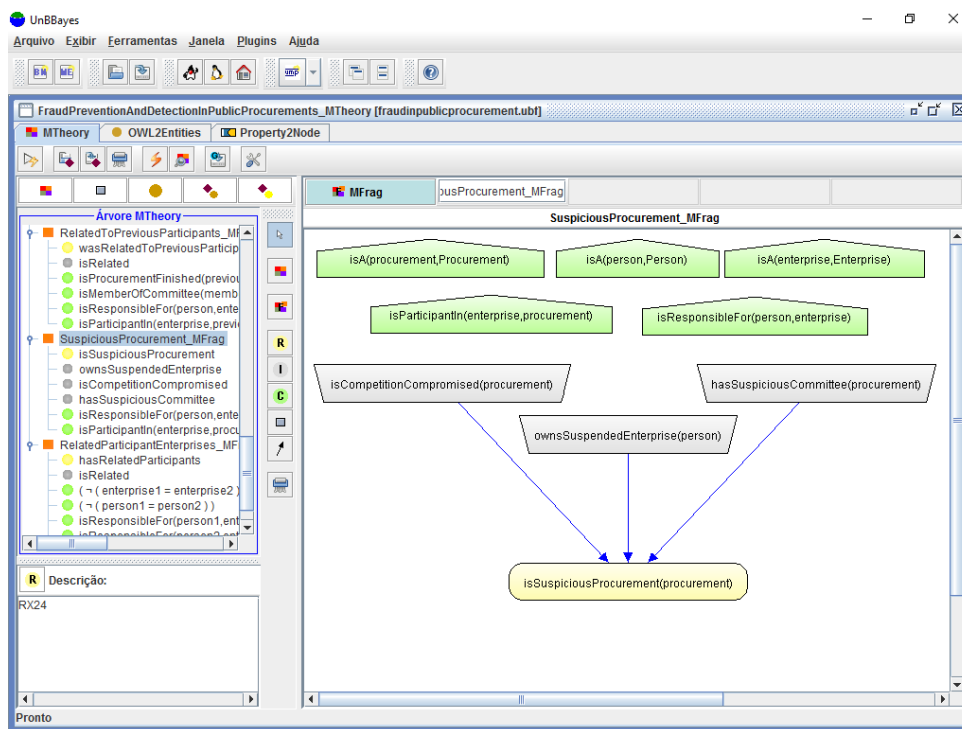 UnBBayes
Arquivo Exibir Ferramentas Janela Plugins Ajuda
FraudPreventionAndDetectionInPublicProcurements_MTheory [fraudinpublicprocurement.ubf]
MTheory OWL2Entities Property2Node
Árvore MTheory
RelatedToPreviousParticipants_MF
wasRelatedToPreviousParticip
isRelated
isProcurementFinished(previou
isMemberOfCommittee(memb
isResponsibleFor(person,ente
isParticipantIn(enterprise,previ
SuspiciousProcurement_MFrag
isSuspiciousProcurement
ownsSuspendedEnterprise
isCompetitionCompromised
hasSuspiciousCommittee
isResponsibleFor(person,ente
isParticipantIn(enterprise,procu
RelatedParticipantEnterprises_MF
hasRelatedParticipants
isRelated
( ¬ ( enterprise1 = enterprise2 )
( ¬ ( person1 = person2 ) )
isResponsibleFor(person1,ent
isResponsibleFor(person2,ent
R Descrição:
RX24
R
I
C
MFrag
ousProcurement_MFrag
SuspiciousProcurement_MFrag
isA(procurement,Procurement)
isA(person,Person)
isA(enterprise,Enterprise)
isParticipantIn(enterprise,procurement)
isResponsibleFor(person,enterprise)
isCompetitionCompromised(procurement)
hasSuspiciousCommittee(procurement)
ownsSuspendedEnterprise(person)
isSuspiciousProcurement(procurement)
Pronto